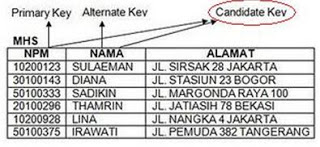 Primary Key Alternate Key Candidate Key
MHS
NPM NAMA ALAMAT
10200123 SULAEMAN JL. SIRSAK 28 JAKARTA
30100143 DIANA JL. STASIUN 23 BOGOR
50100333 SADIKIN JL. MARGONDA RAYA 100
20100296 THAMRIN JL. JATIASIH 78 BEKASI
10200928 LINA JL. NANGKA 4 JAKARTA
50100375 IRAWATI JL. PEMUDA 382 TANGERANG